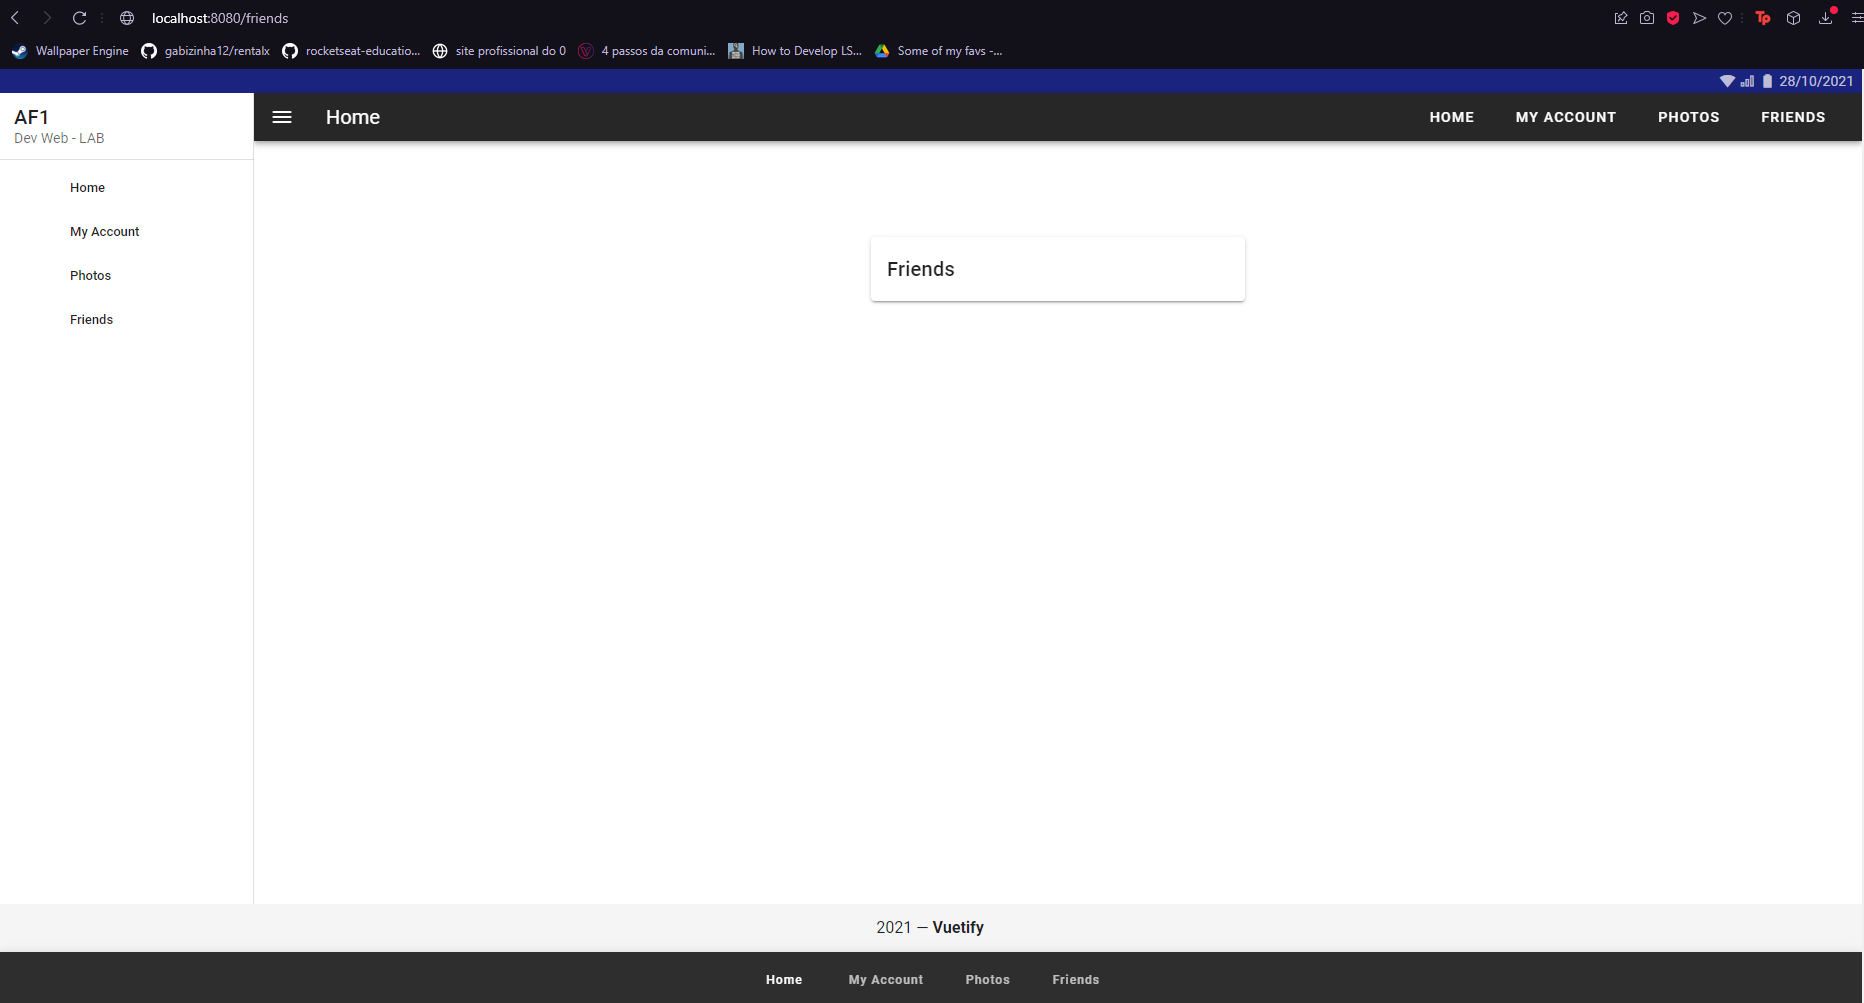 localhost:8080/friends
Wallpaper Engine gabizinha12/rentalx rocketseat-educatio... site profissional do 0 4 passos da comuni... How to Develop LS... Some of my favs -...
28/10/2021
AF1
Dev Web - LAB
Home
My Account
Photos
Friends
Home HOME MY ACCOUNT PHOTOS FRIENDS
Friends
2021 — Vuetify
Home My Account Photos Friends